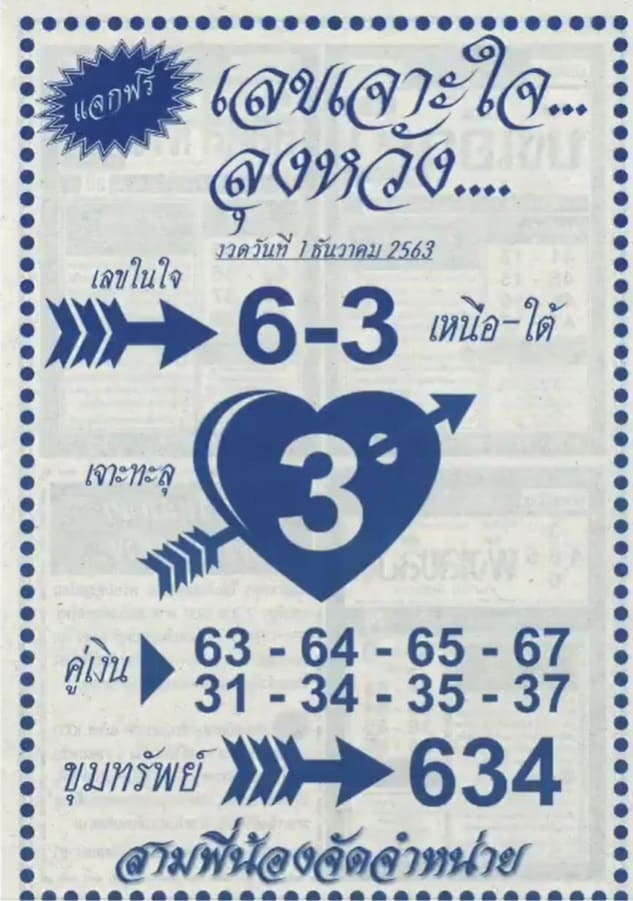 แจกฟรี
เลขเจาะใจ...
ลุงหวัง....
งวดวันที่ 1 ธันวาคม 2563
เลขในใจ
6-3 เหนือ-ใต้
เจาะทะลุ
3
คู่เงิน 63 - 64 - 65 - 67
31 - 34 - 35 - 37
ขุมทรัพย์ 634
สามพี่น้องจัดจำหน่าย